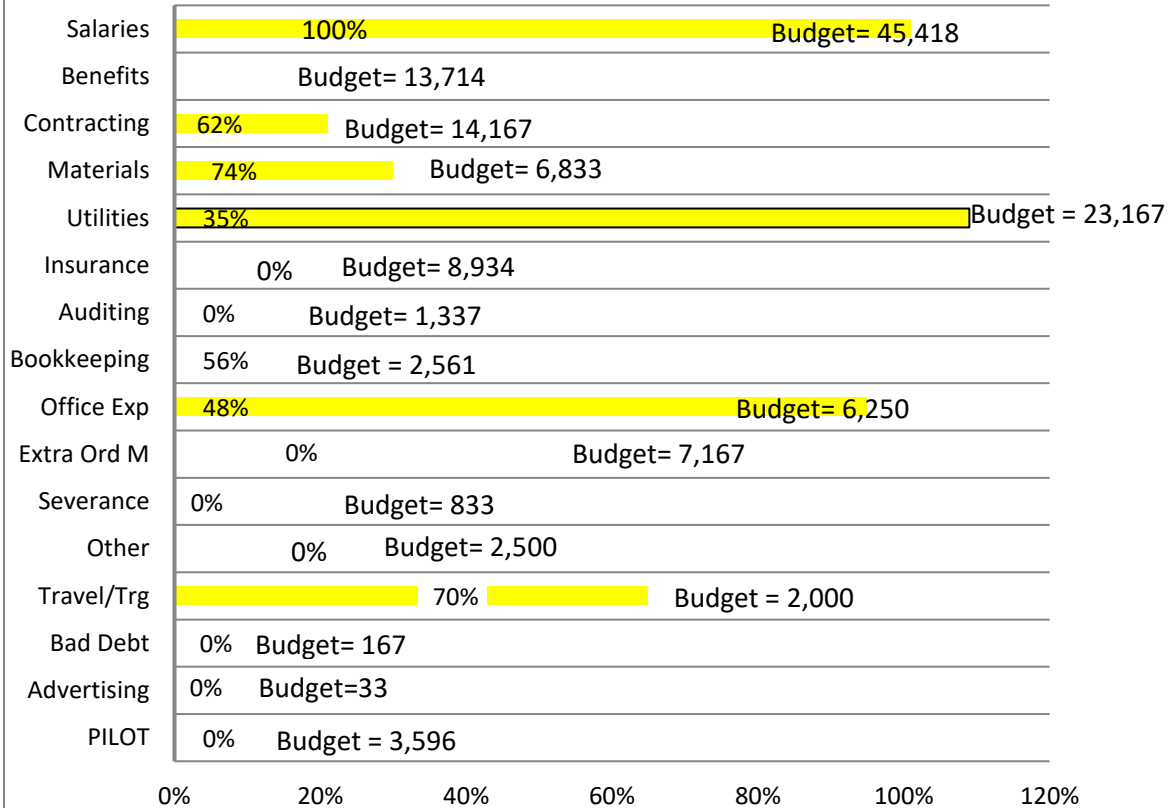 Salaries 100% Budget= 45,418
Benefits Budget= 13,714
Contracting 62% Budget= 14,167
Materials 74% Budget= 6,833
Utilities 35% Budget = 23,167
Insurance 0% Budget= 8,934
Auditing 0% Budget= 1,337
Bookkeeping 56% Budget = 2,561
Office Exp 48% Budget= 6,250
Extra Ord M 0% Budget= 7,167
Severance 0% Budget= 833
Other 0% Budget= 2,500
Travel/Trg 70% Budget = 2,000
Bad Debt 0% Budget= 167
Advertising 0% Budget=33
PILOT 0% Budget = 3,596
0% 20% 40% 60% 80% 100% 120%